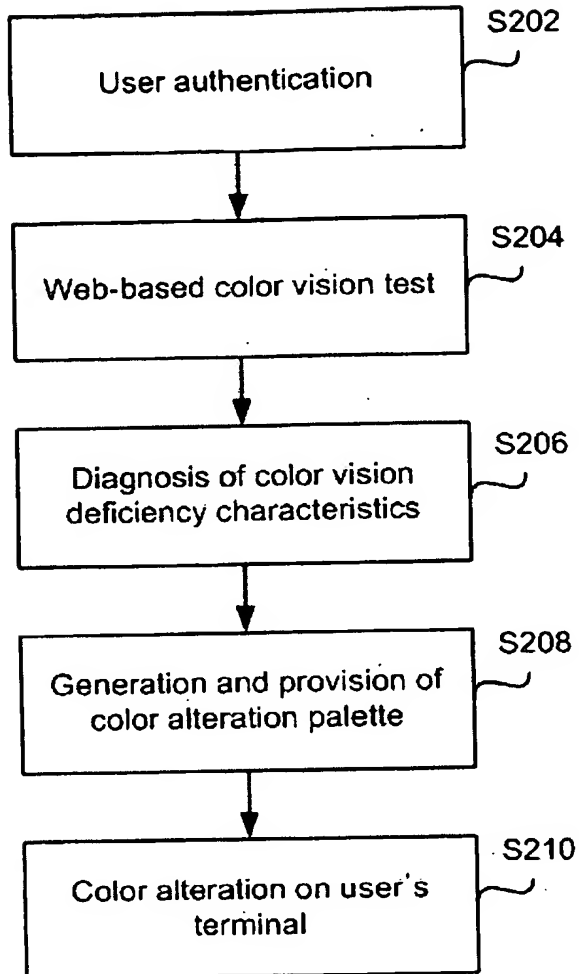 S202
User authentication
S204
Web-based color vision test
S206
Diagnosis of color vision
deficiency characteristics
S208
Generation and provision of
color alteration palette
S210
Color alteration on user's
terminal